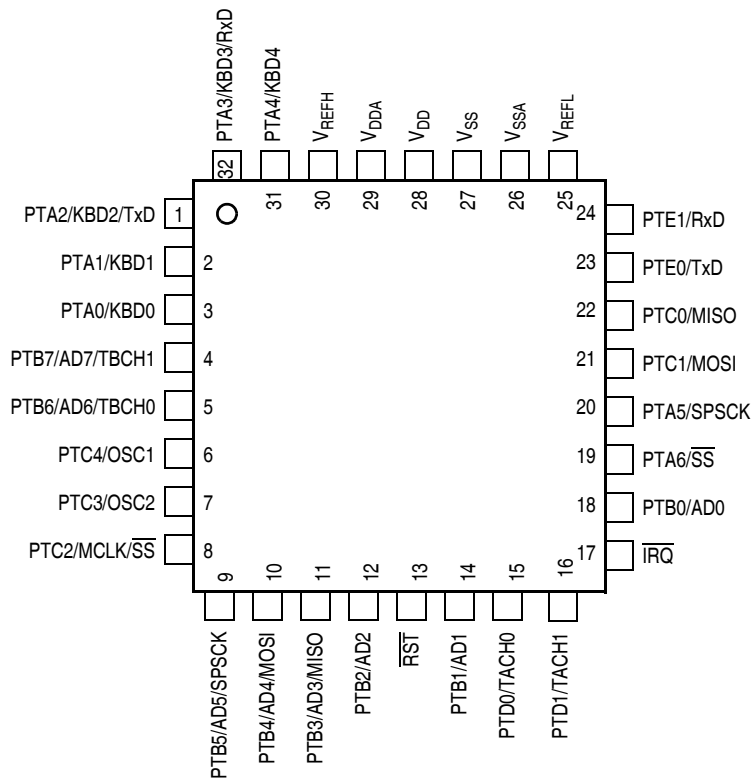 PTA3/KBD3/RxD
PTA4/KBD4
VREFH
VDDA
VDD
VSS
VSSA
VREFL
32
31
30
29
28
27
26
25
PTA2/KBD2/TxD 1
PTA1/KBD1 2
PTA0/KBD0 3
PTB7/AD7/TBCH1 4
PTB6/AD6/TBCH0 5
PTC4/OSC1 6
PTC3/OSC2 7
PTC2/MCLK/S̅S̅ 8
24 PTE1/RxD
23 PTE0/TxD
22 PTC0/MISO
21 PTC1/MOSI
20 PTA5/SPSCK
19 PTA6/S̅S̅
18 PTB0/AD0
17 I̅R̅Q̅
9
10
11
12
13
14
15
16
PTB5/AD5/SPSCK
PTB4/AD4/MOSI
PTB3/AD3/MISO
PTB2/AD2
R̅S̅T̅
PTB1/AD1
PTD0/TACH0
PTD1/TACH1